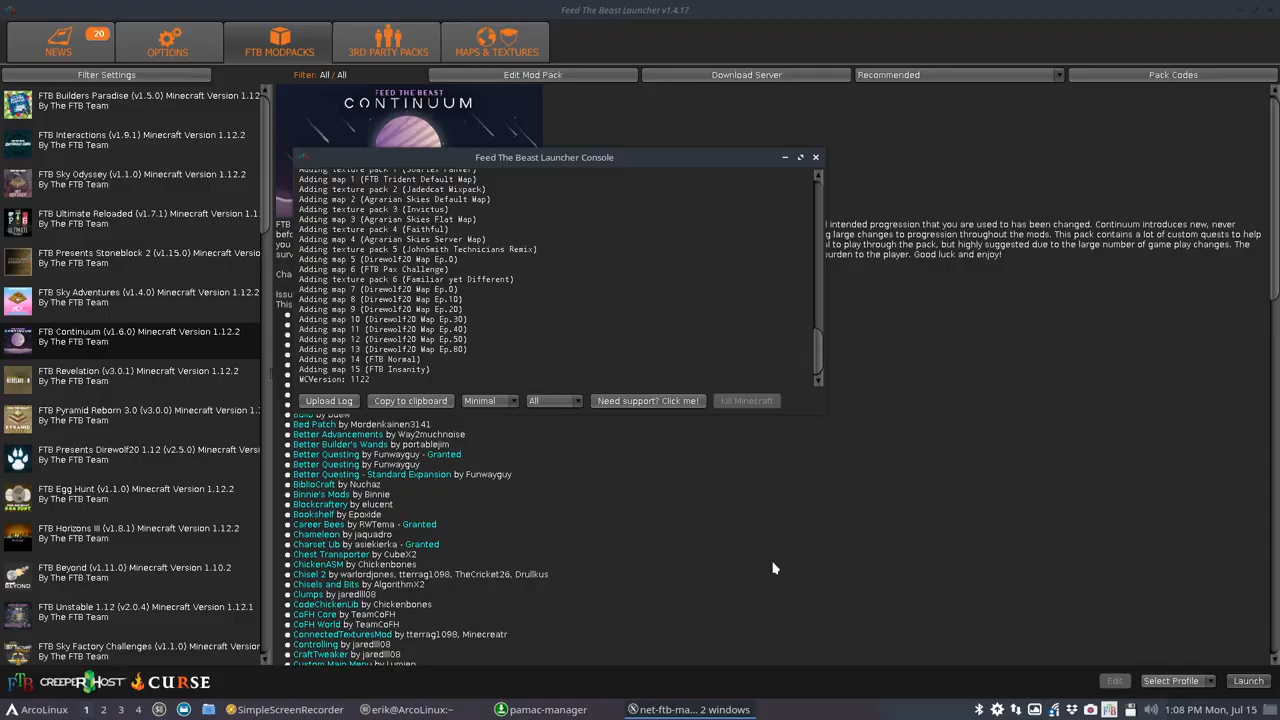 Feed The Beast Launcher v1.4.17
NEWS
20
OPTIONS
FTB MODPACKS
3RD PARTY PACKS
MAPS & TEXTURES
Filter Settings
Filter: All / All
Edit Mod Pack
Download Server
Recommended
Pack Codes
FTB Builders Paradise (v1.5.0) Minecraft Version 1.12
By The FTB Team
FTB Interactions (v1.9.1) Minecraft Version 1.12.2
By The FTB Team
FTB Sky Odyssey (v1.1.0) Minecraft Version 1.12.2
By The FTB Team
FTB Ultimate Reloaded (v1.7.1) Minecraft Version 1.12
By The FTB Team
FTB Presents Stoneblock 2 (v1.15.0) Minecraft Version
By The FTB Team
FTB Sky Adventures (v1.4.0) Minecraft Version 1.12.2
By The FTB Team
FTB Continuum (v1.6.0) Minecraft Version 1.12.2
By The FTB Team
FTB Revelation (v3.0.1) Minecraft Version 1.12.2
By The FTB Team
FTB Pyramid Reborn 3.0 (v3.0.0) Minecraft Version 1.
By The FTB Team
FTB Presents Direwolf20 1.12 (v2.5.0) Minecraft Versio
By The FTB Team
FTB Egg Hunt (v1.1.0) Minecraft Version 1.12.2
By The FTB Team
FTB Horizons III (v1.8.1) Minecraft Version 1.12.2
By The FTB Team
FTB Beyond (v1.11.0) Minecraft Version 1.10.2
By The FTB Team
FTB Unstable 1.12 (v2.0.4) Minecraft Version 1.12.1
By The FTB Team
FTB Sky Factory Challenges (v1.1.0) Minecraft Version
By The FTB Team
FEED THE BEAST
CONTINUUM
Feed The Beast Launcher Console
Adding map 1 (FTB Trident Default Map)
Adding texture pack 2 (Jadedcat Mixpack)
Adding map 2 (Agrarian Skies Default Map)
Adding texture pack 3 (Invictus)
Adding map 3 (Agrarian Skies Flat Map)
Adding texture pack 4 (Faithful)
Adding map 4 (Agrarian Skies Server Map)
Adding texture pack 5 (JohnSmith Technicians Remix)
Adding map 5 (Direwolf20 Map Ep.0)
Adding map 6 (FTB Pax Challenge)
Adding texture pack 6 (Familiar yet Different)
Adding map 7 (Direwolf20 Map Ep.0)
Adding map 8 (Direwolf20 Map Ep.10)
Adding map 9 (Direwolf20 Map Ep.20)
Adding map 10 (Direwolf20 Map Ep.30)
Adding map 11 (Direwolf20 Map Ep.40)
Adding map 12 (Direwolf20 Map Ep.50)
Adding map 13 (Direwolf20 Map Ep.80)
Adding map 14 (FTB Normal)
Adding map 15 (FTB Insanity)
MCVersion: 1122
Upload Log
Copy to clipboard
Minimal
All
Need support? Click me!
Kill Minecraft
intended progression that you are used to has been changed. Continuum introduces new, never
g large changes to progression throughout the mods. This pack contains a lot of custom quests to help
al to play through the pack, but highly suggested due to the large number of game play changes. The
urden to the player. Good luck and enjoy!
Bed Patch by Mordenkainen3141
Better Advancements by Way2muchnoise
Better Builder's Wands by portablejim
Better Questing by Funwayguy - Granted
Better Questing by Funwayguy
Better Questing - Standard Expansion by Funwayguy
BiblioCraft by Nuchaz
Binnie's Mods by Binnie
Blockcraftery by elucent
Bookshelf by Epoxide
Career Bees by RWTema - Granted
Chameleon by jaquadro
Charset Lib by asiekierka - Granted
Chest Transporter by CubeX2
ChickenASM by Chickenbones
Chisel 2 by warlordjones, tterrag1098, TheCricket26, Drullkus
Chisels and Bits by AlgorithmX2
Clumps by jaredlll08
CodeChickenLib by Chickenbones
CoFH Core by TeamCoFH
CoFH World by TeamCoFH
ConnectedTexturesMod by tterrag1098, Minecreatr
Controlling by jaredlll08
CraftTweaker by jaredlll08
Custom Main Menu by Lumien
FTB
CREEPERHOST
CURSE
Edit
Select Profile
Launch
ArcoLinux
1
2
3
4
SimpleScreenRecorder
erik@ArcoLinux:~
pamac-manager
net-ftb-ma... 2 windows
1:08 PM, Mon, Jul 15